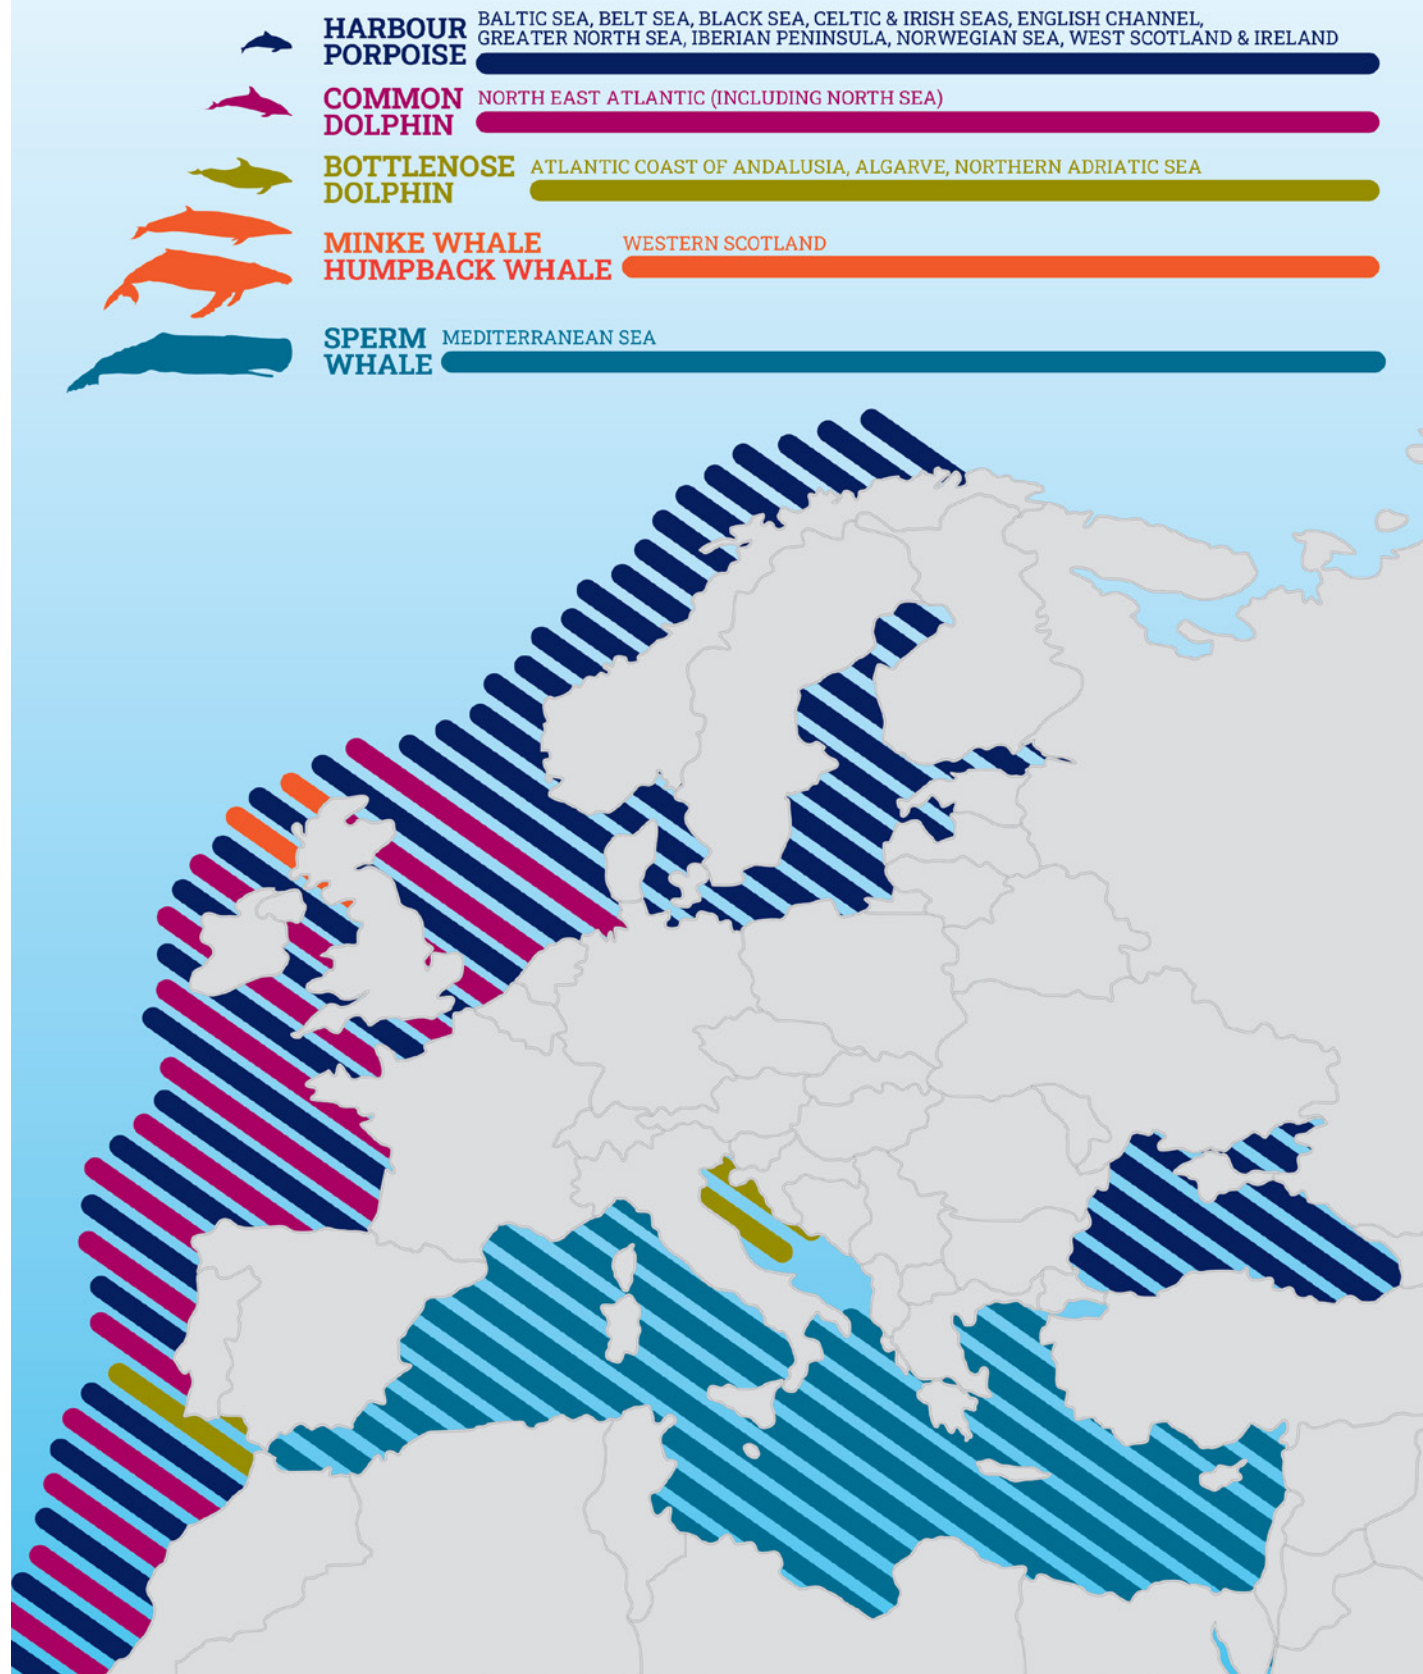 HARBOUR
PORPOISE
BALTIC SEA, BELT SEA, BLACK SEA, CELTIC & IRISH SEAS, ENGLISH CHANNEL,
GREATER NORTH SEA, IBERIAN PENINSULA, NORWEGIAN SEA, WEST SCOTLAND & IRELAND
COMMON
DOLPHIN
NORTH EAST ATLANTIC (INCLUDING NORTH SEA)
BOTTLENOSE
DOLPHIN
ATLANTIC COAST OF ANDALUSIA, ALGARVE, NORTHERN ADRIATIC SEA
MINKE WHALE
HUMPBACK WHALE
WESTERN SCOTLAND
SPERM
WHALE
MEDITERRANEAN SEA